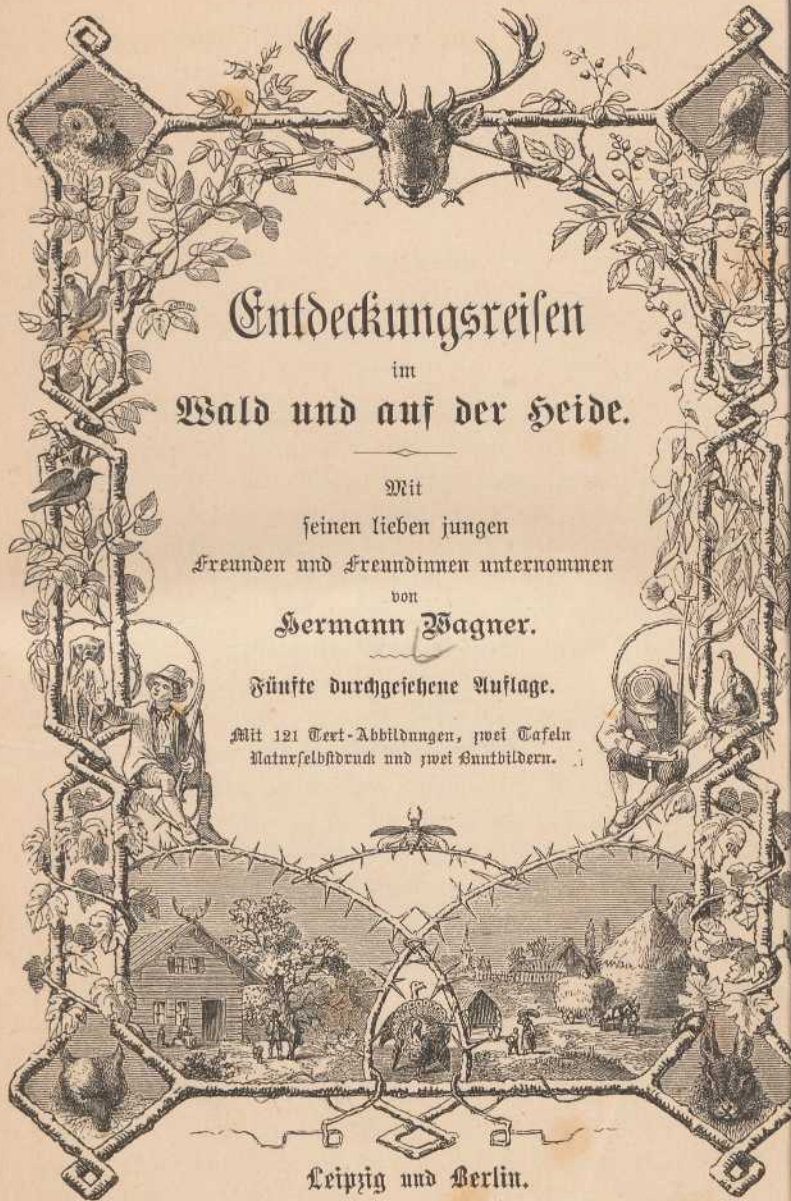 Entdeckungsreisen
im
Wald und auf der Heide.
Mit
seinen lieben jungen
Freunden und Freundinnen unternommen
von
Hermann Wagner.
Fünfte durchgesehene Auflage.
Mit 121 Text-Abbildungen, zwei Tafeln
Naturselbstdruck und zwei Buntbildern.
Leipzig und Berlin.